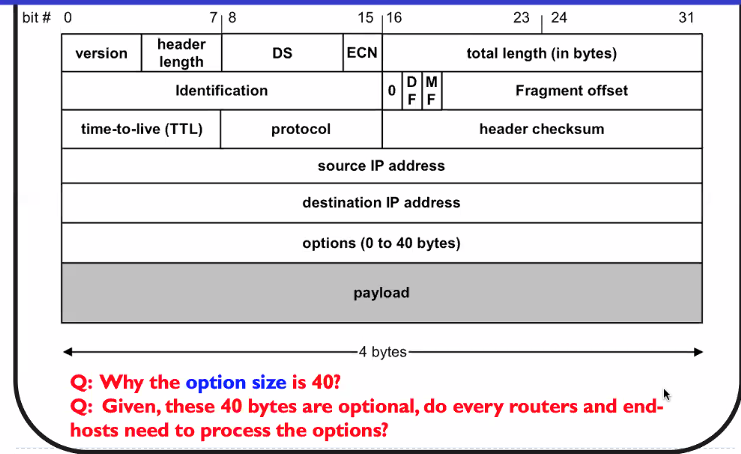 bit # 0 7 8 15 16 23 24 31
version header length DS ECN total length (in bytes)
Identification 0 DF MF Fragment offset
time-to-live (TTL) protocol header checksum
source IP address
destination IP address
options (0 to 40 bytes)
payload
4 bytes
Q: Why the option size is 40?
Q: Given, these 40 bytes are optional, do every routers and end-
hosts need to process the options?